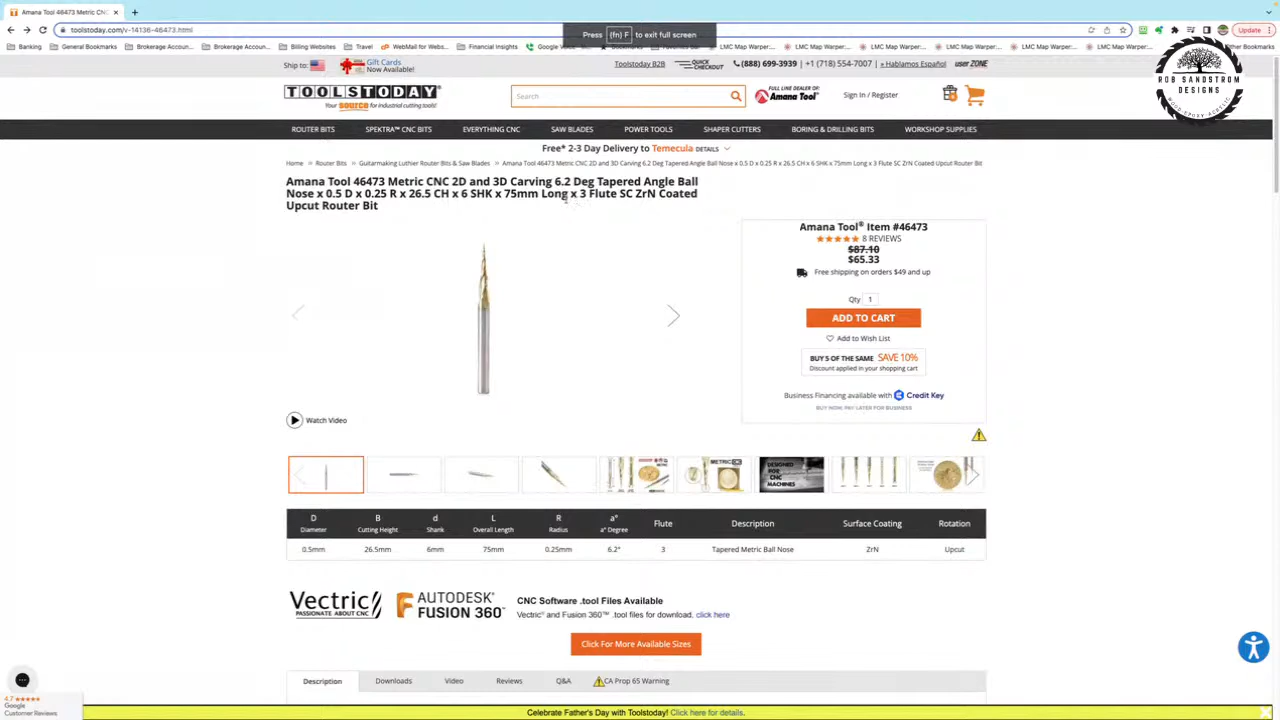 Amana Tool 46473 Metric CNC
toolstoday.com/v-14136-46473.html
Press (fn) F to exit full screen
Update
Banking
General Bookmarks
Brokerage Accou...
Brokerage Accou...
Billing Websites
Travel
WebMail for Webs...
Financial Insights
LMC Map Warper:...
LMC Map Warper:...
LMC Map Warper:...
LMC Map Warper:...
LMC Map Warper:...
Other Bookmarks
ROB SANDSTROM
DESIGNS
WOOD·EPOXY·ACRYLIC
Ship to:
Gift Cards
Now Available!
Toolstoday B2B
QUICK
CHECKOUT
(888) 699-3939 | +1 (718) 554-7007 | » Hablamos Español
user ZONE
TOOLSTODAY
Your source for industrial cutting tools!
Search
FULL LINE DEALER OF:
Amana Tool
Sign In / Register
ROUTER BITS
SPEKTRA™ CNC BITS
EVERYTHING CNC
SAW BLADES
POWER TOOLS
SHAPER CUTTERS
BORING & DRILLING BITS
WORKSHOP SUPPLIES
Free* 2-3 Day Delivery to Temecula DETAILS
Home » Router Bits » Guitarmaking Luthier Router Bits & Saw Blades » Amana Tool 46473 Metric CNC 2D and 3D Carving 6.2 Deg Tapered Angle Ball Nose x 0.5 D x 0.25 R x 26.5 CH x 6 SHK x 75mm Long x 3 Flute SC ZrN Coated Upcut Router Bit
Amana Tool 46473 Metric CNC 2D and 3D Carving 6.2 Deg Tapered Angle Ball
Nose x 0.5 D x 0.25 R x 26.5 CH x 6 SHK x 75mm Long x 3 Flute SC ZrN Coated
Upcut Router Bit
Amana Tool® Item #46473
8 REVIEWS
$87.10
$65.33
Free shipping on orders $49 and up
Qty 1
ADD TO CART
Add to Wish List
BUY 5 OF THE SAME SAVE 10%
Discount applied in your shopping cart
Business Financing available with Credit Key
BUY NOW, PAY LATER FOR BUSINESS
Watch Video
METRIC
DESIGNED
FOR
CNC
MACHINES
D B d L R a° Flute Description Surface Coating Rotation
Diameter Cutting Height Shank Overall Length Radius a° Degree
0.5mm 26.5mm 6mm 75mm 0.25mm 6.2° 3 Tapered Metric Ball Nose ZrN Upcut
Vectric
PASSIONATE ABOUT CNC
AUTODESK
FUSION 360™
CNC Software .tool Files Available
Vectric® and Fusion 360™ .tool files for download, click here
Click For More Available Sizes
Description
Downloads
Video
Reviews
Q&A
CA Prop 65 Warning
4.7
Google
Customer Reviews
Celebrate Father's Day with Toolstoday! Click here for details.